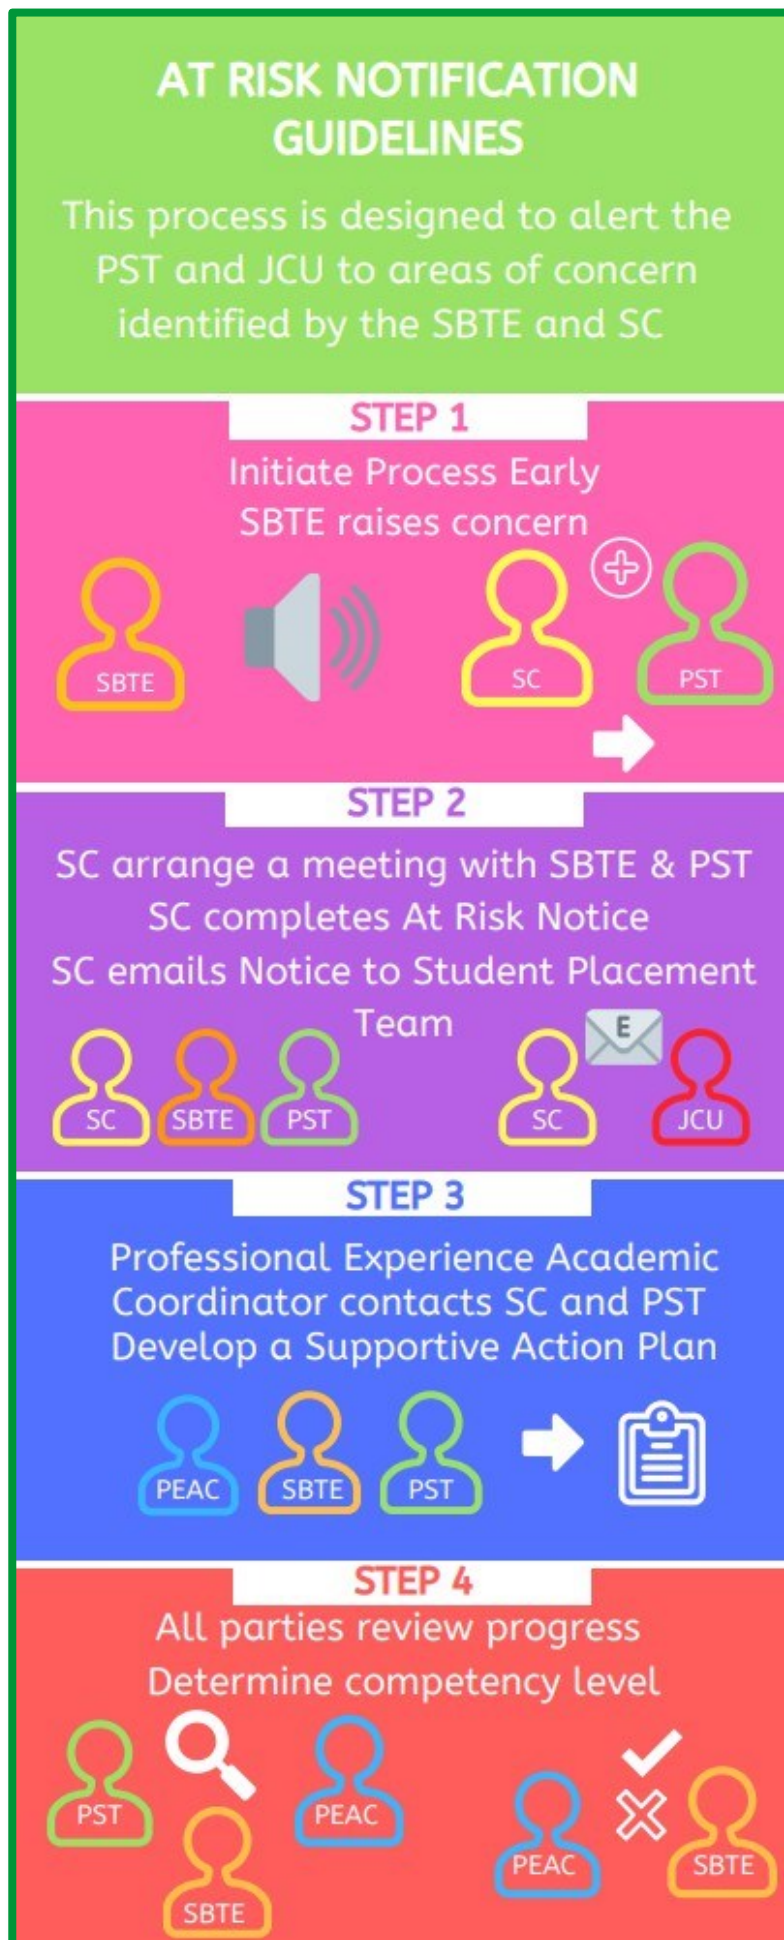 AT RISK NOTIFICATION
GUIDELINES
This process is designed to alert the
PST and JCU to areas of concern
identified by the SBTE and SC
STEP 1
Initiate Process Early
SBTE raises concern
SBTE
SC
PST
STEP 2
SC arrange a meeting with SBTE & PST
SC completes At Risk Notice
SC emails Notice to Student Placement
Team
E
SC
SBTE
PST
SC
JCU
STEP 3
Professional Experience Academic
Coordinator contacts SC and PST
Develop a Supportive Action Plan
PEAC
SBTE
PST
STEP 4
All parties review progress
Determine competency level
PST
PEAC
SBTE
PEAC
SBTE